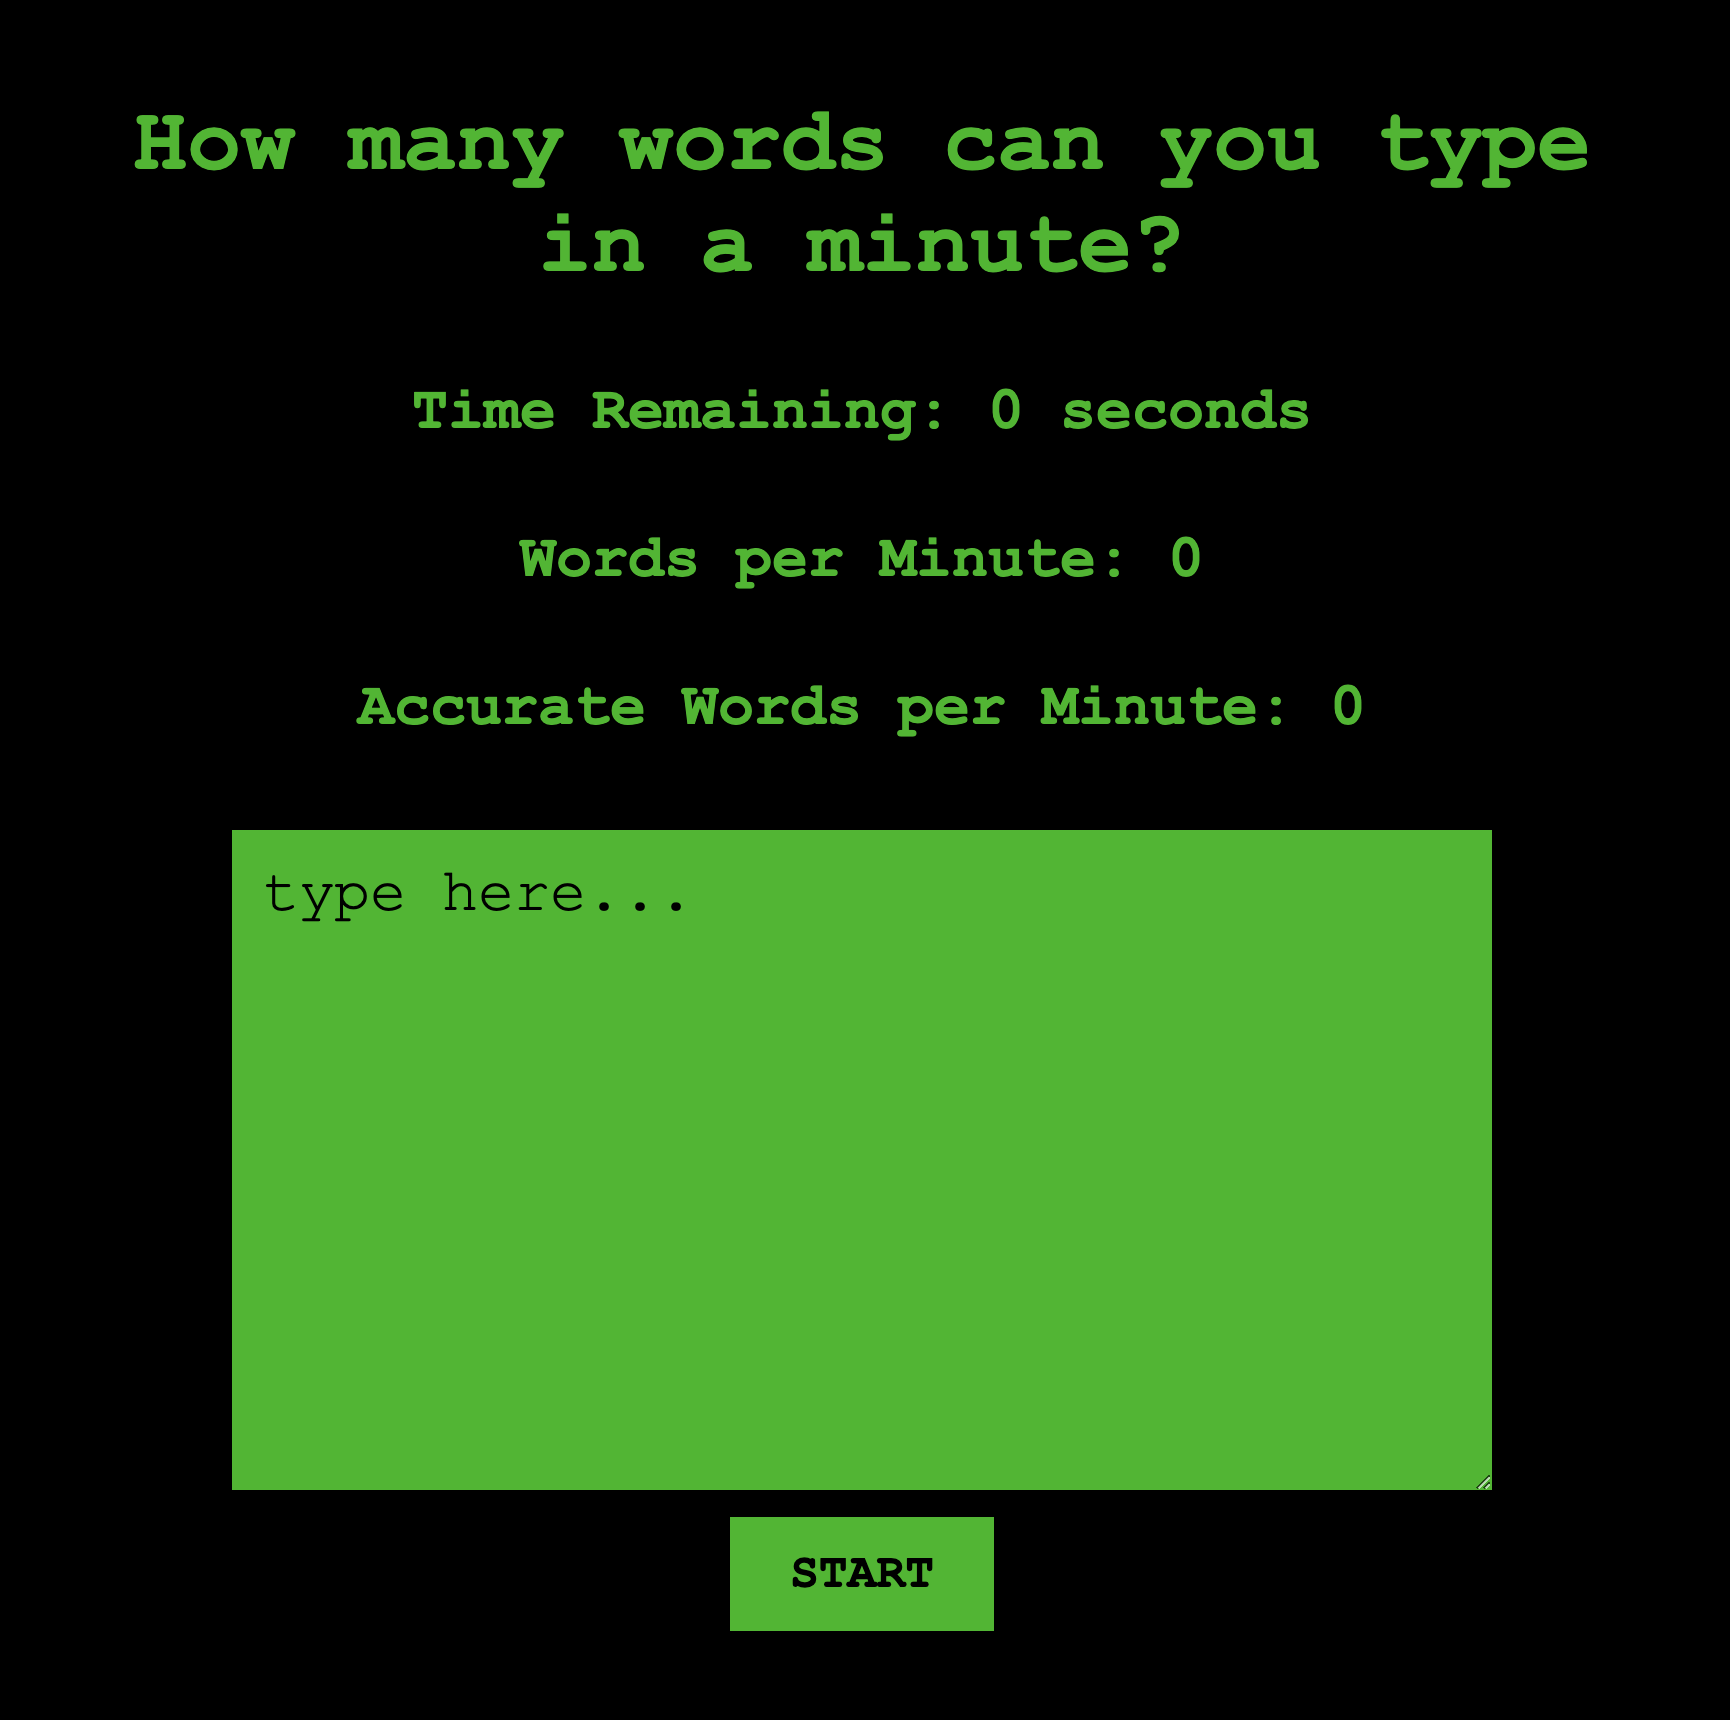 How many words can you type
in a minute?
Time Remaining: 0 seconds
Words per Minute: 0
Accurate Words per Minute: 0
type here...
START